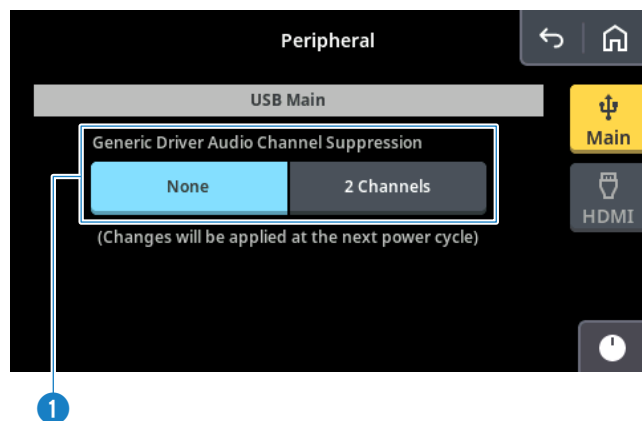 Peripheral
USB Main
Main
Generic Driver Audio Channel Suppression
None
2 Channels
HDMI
(Changes will be applied at the next power cycle)
1